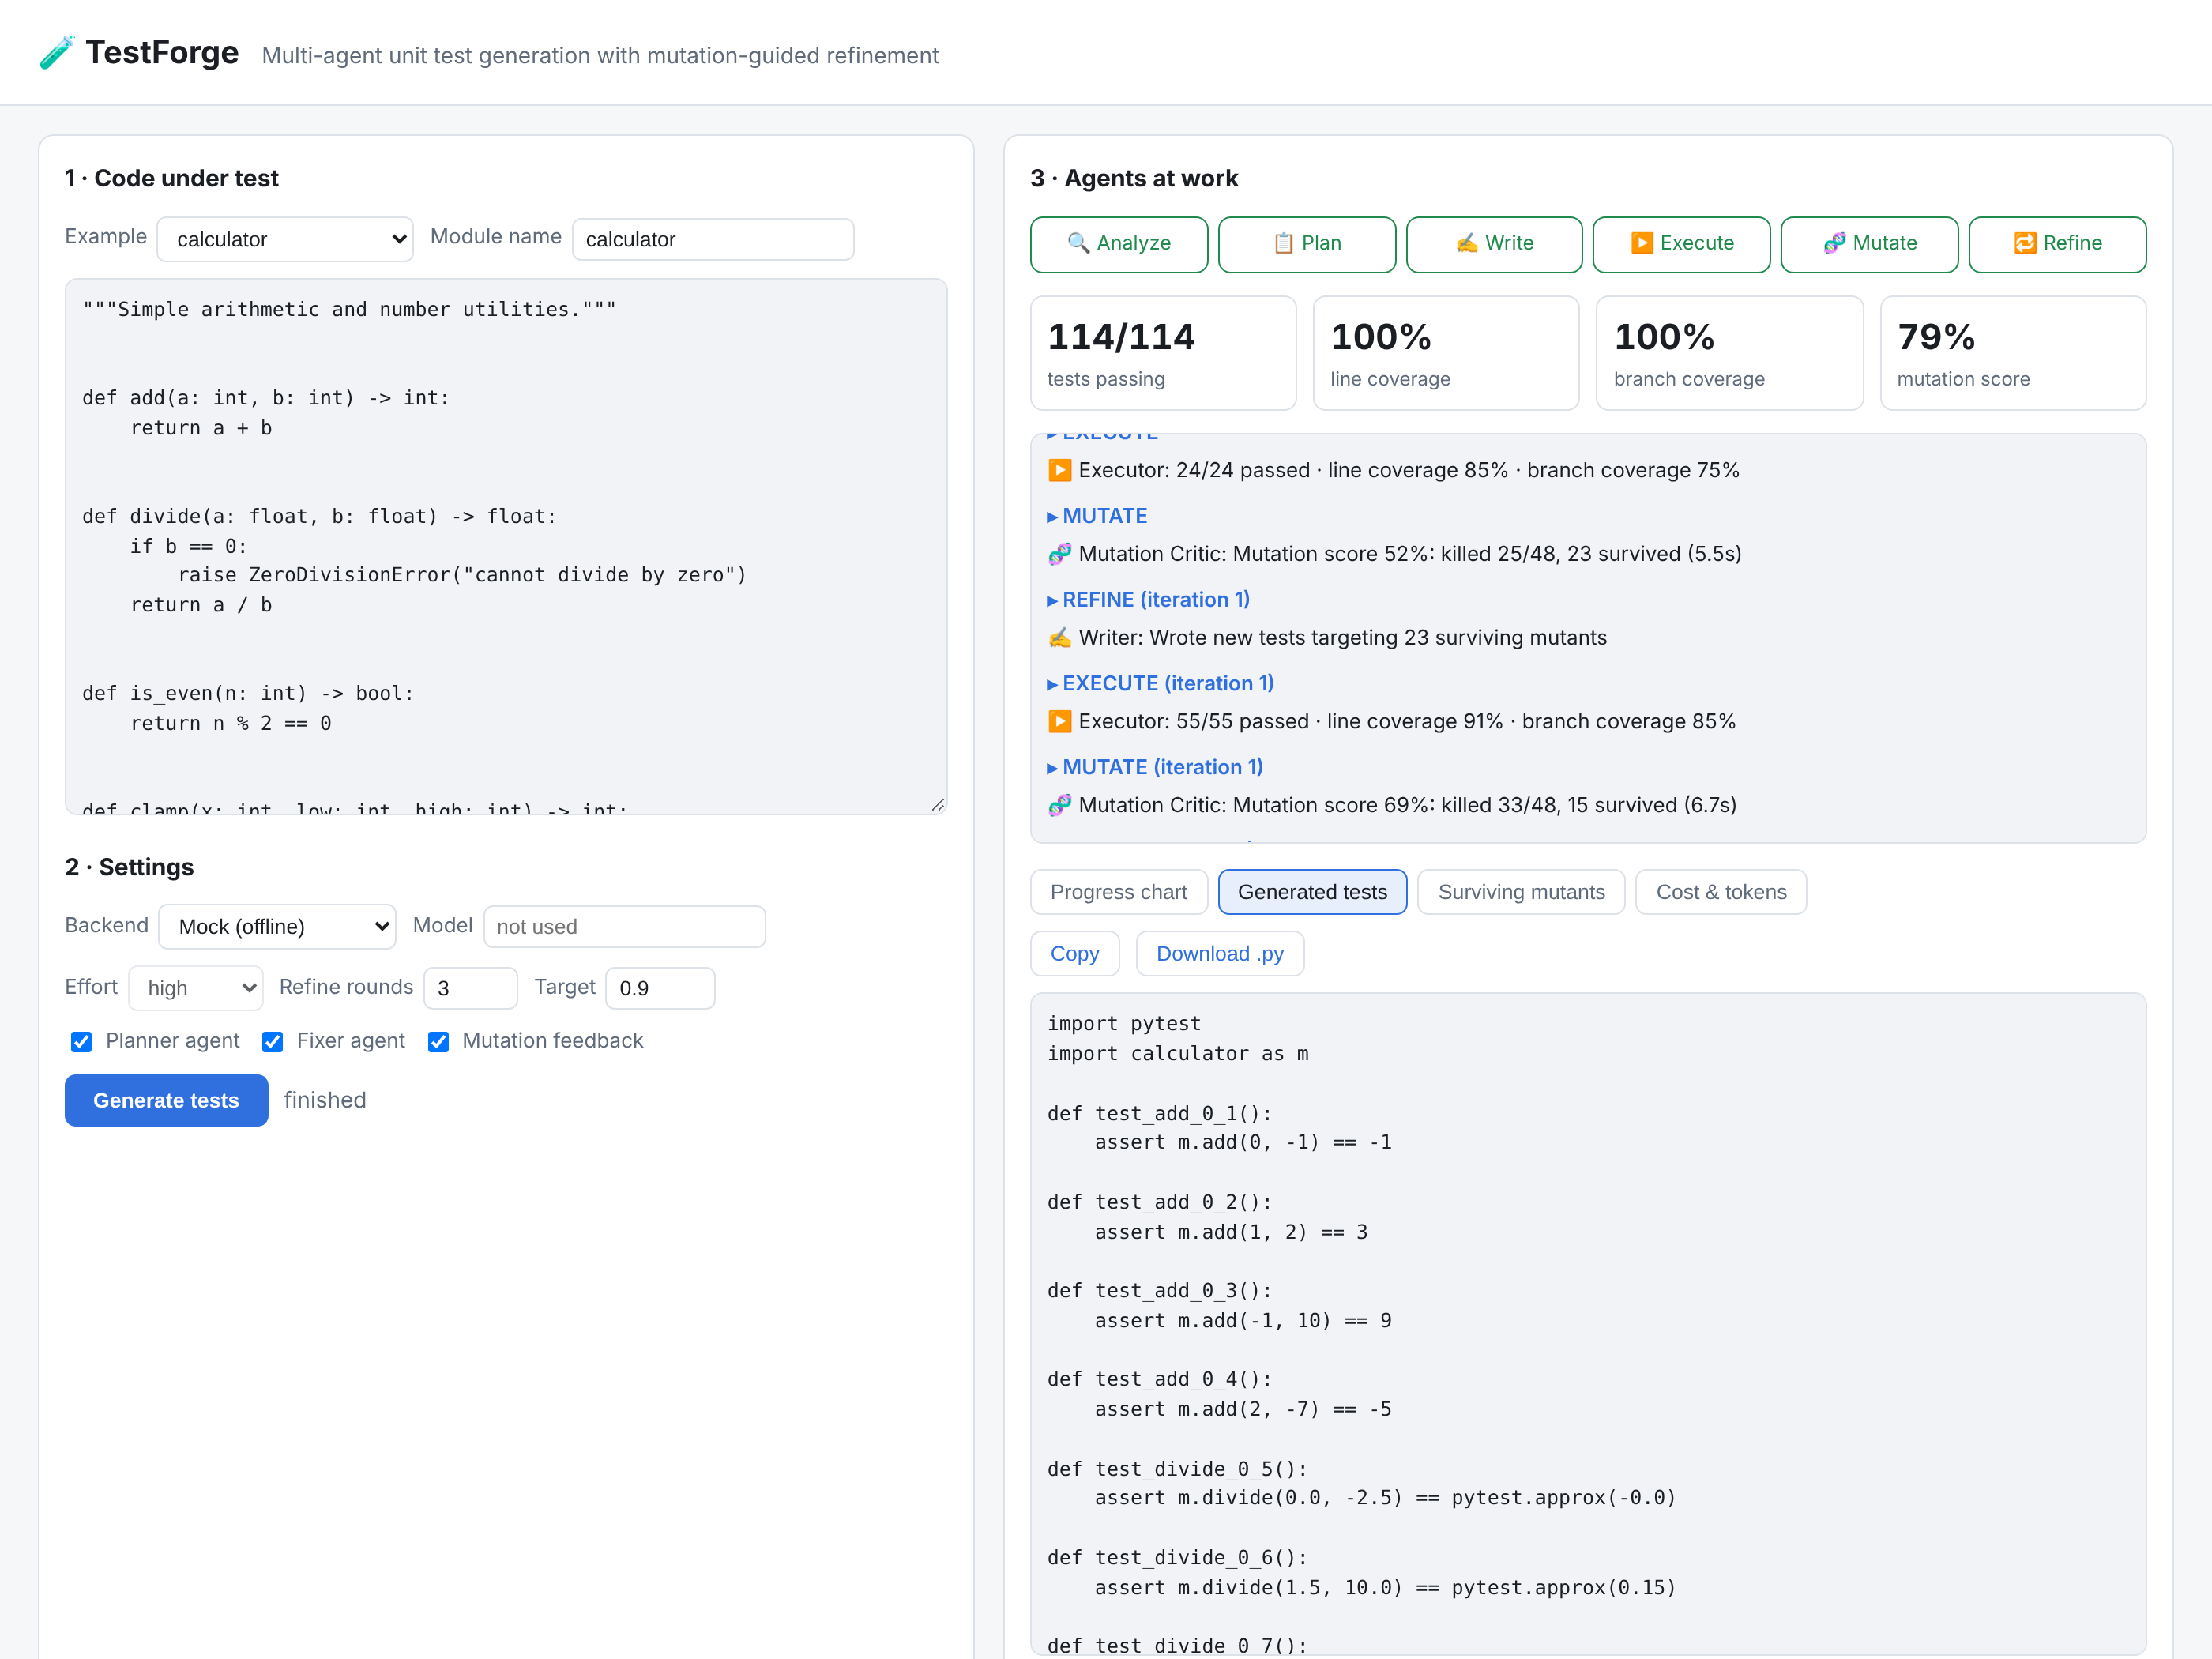 🧪 TestForge Multi-agent unit test generation with mutation-guided refinement
1 · Code under test
Example calculator Module name calculator
"""Simple arithmetic and number utilities."""
def add(a: int, b: int) -> int:
    return a + b
def divide(a: float, b: float) -> float:
    if b == 0:
        raise ZeroDivisionError("cannot divide by zero")
    return a / b
def is_even(n: int) -> bool:
    return n % 2 == 0
def clamp(x: int, low: int, high: int) -> int:
2 · Settings
Backend Mock (offline) Model not used
Effort high Refine rounds 3 Target 0.9
Planner agent Fixer agent Mutation feedback
Generate tests finished
3 · Agents at work
🔍 Analyze 📋 Plan ✍️ Write ▶️ Execute 🧬 Mutate 🔁 Refine
114/114 100% 100% 79%
tests passing line coverage branch coverage mutation score
▸ EXECUTE
▶️ Executor: 24/24 passed · line coverage 85% · branch coverage 75%
▸ MUTATE
🧬 Mutation Critic: Mutation score 52%: killed 25/48, 23 survived (5.5s)
▸ REFINE (iteration 1)
✍️ Writer: Wrote new tests targeting 23 surviving mutants
▸ EXECUTE (iteration 1)
▶️ Executor: 55/55 passed · line coverage 91% · branch coverage 85%
▸ MUTATE (iteration 1)
🧬 Mutation Critic: Mutation score 69%: killed 33/48, 15 survived (6.7s)
Progress chart Generated tests Surviving mutants Cost & tokens
Copy Download .py
import pytest
import calculator as m
def test_add_0_1():
    assert m.add(0, -1) == -1
def test_add_0_2():
    assert m.add(1, 2) == 3
def test_add_0_3():
    assert m.add(-1, 10) == 9
def test_add_0_4():
    assert m.add(2, -7) == -5
def test_divide_0_5():
    assert m.divide(0.0, -2.5) == pytest.approx(-0.0)
def test_divide_0_6():
    assert m.divide(1.5, 10.0) == pytest.approx(0.15)
def test_divide_0_7():